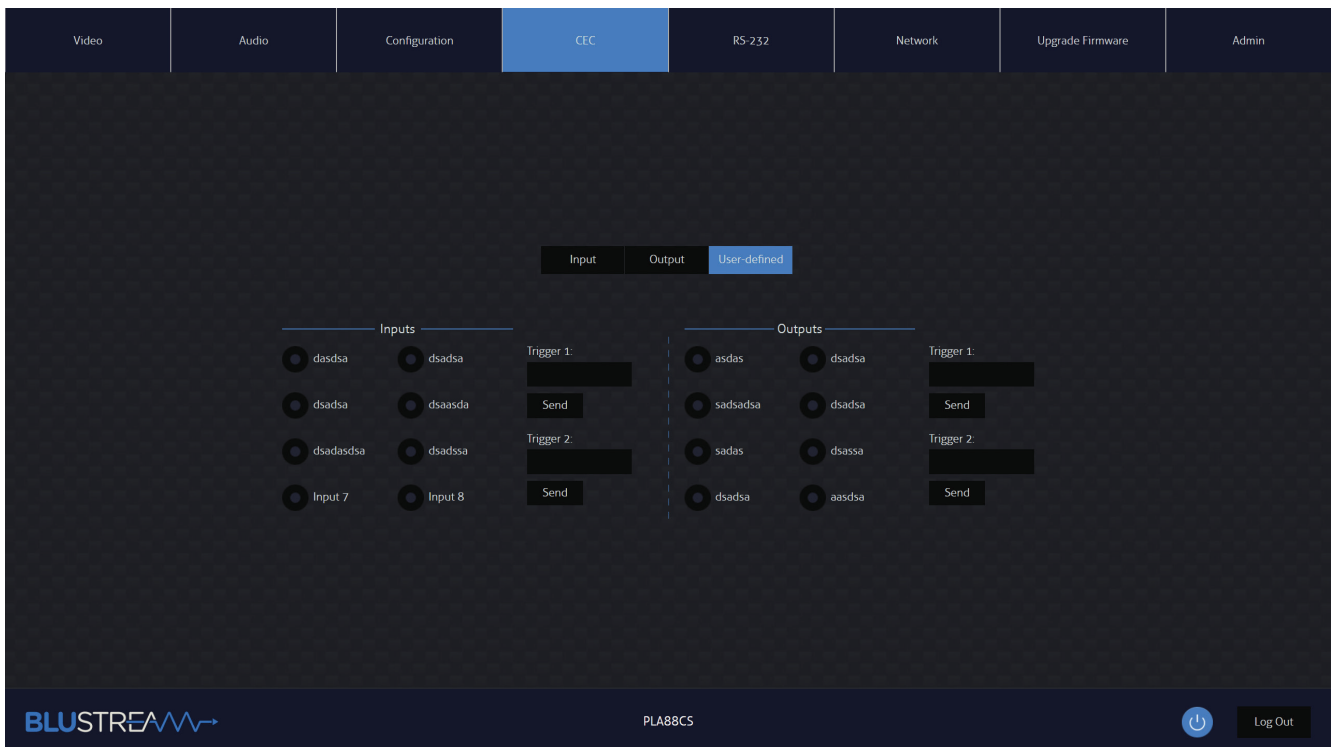 Video Audio Configuration CEC RS-232 Network Upgrade Firmware Admin
Input Output User-defined
Inputs
dasdsa dsadsa
dsadsa dsaasda
dsadasdsa dsadssa
Input 7 Input 8
Trigger 1:
Send
Trigger 2:
Send
Outputs
asdas dsadsa
sadsadsa dsadsa
sadas dsassa
dsadsa aasdsa
Trigger 1:
Send
Trigger 2:
Send
BLUSTREAM PLA88CS Log Out